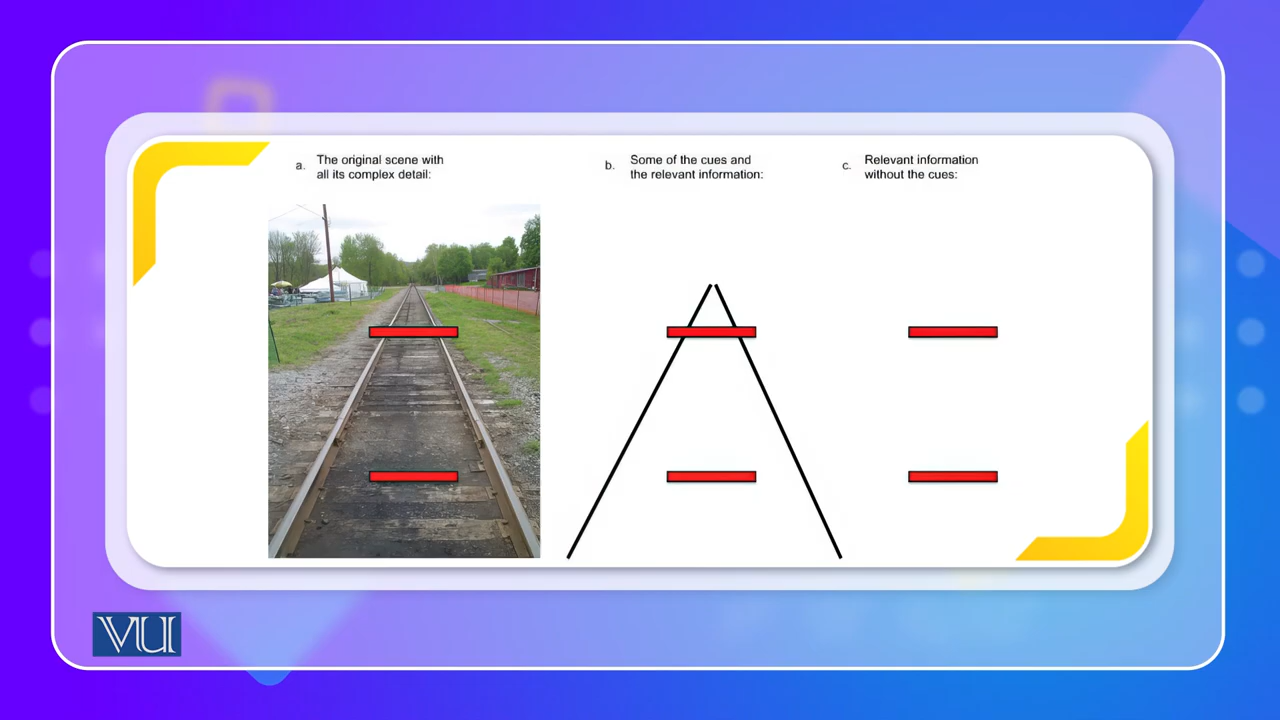 a. The original scene with
all its complex detail:
b. Some of the cues and
the relevant information:
c. Relevant information
without the cues:
VU